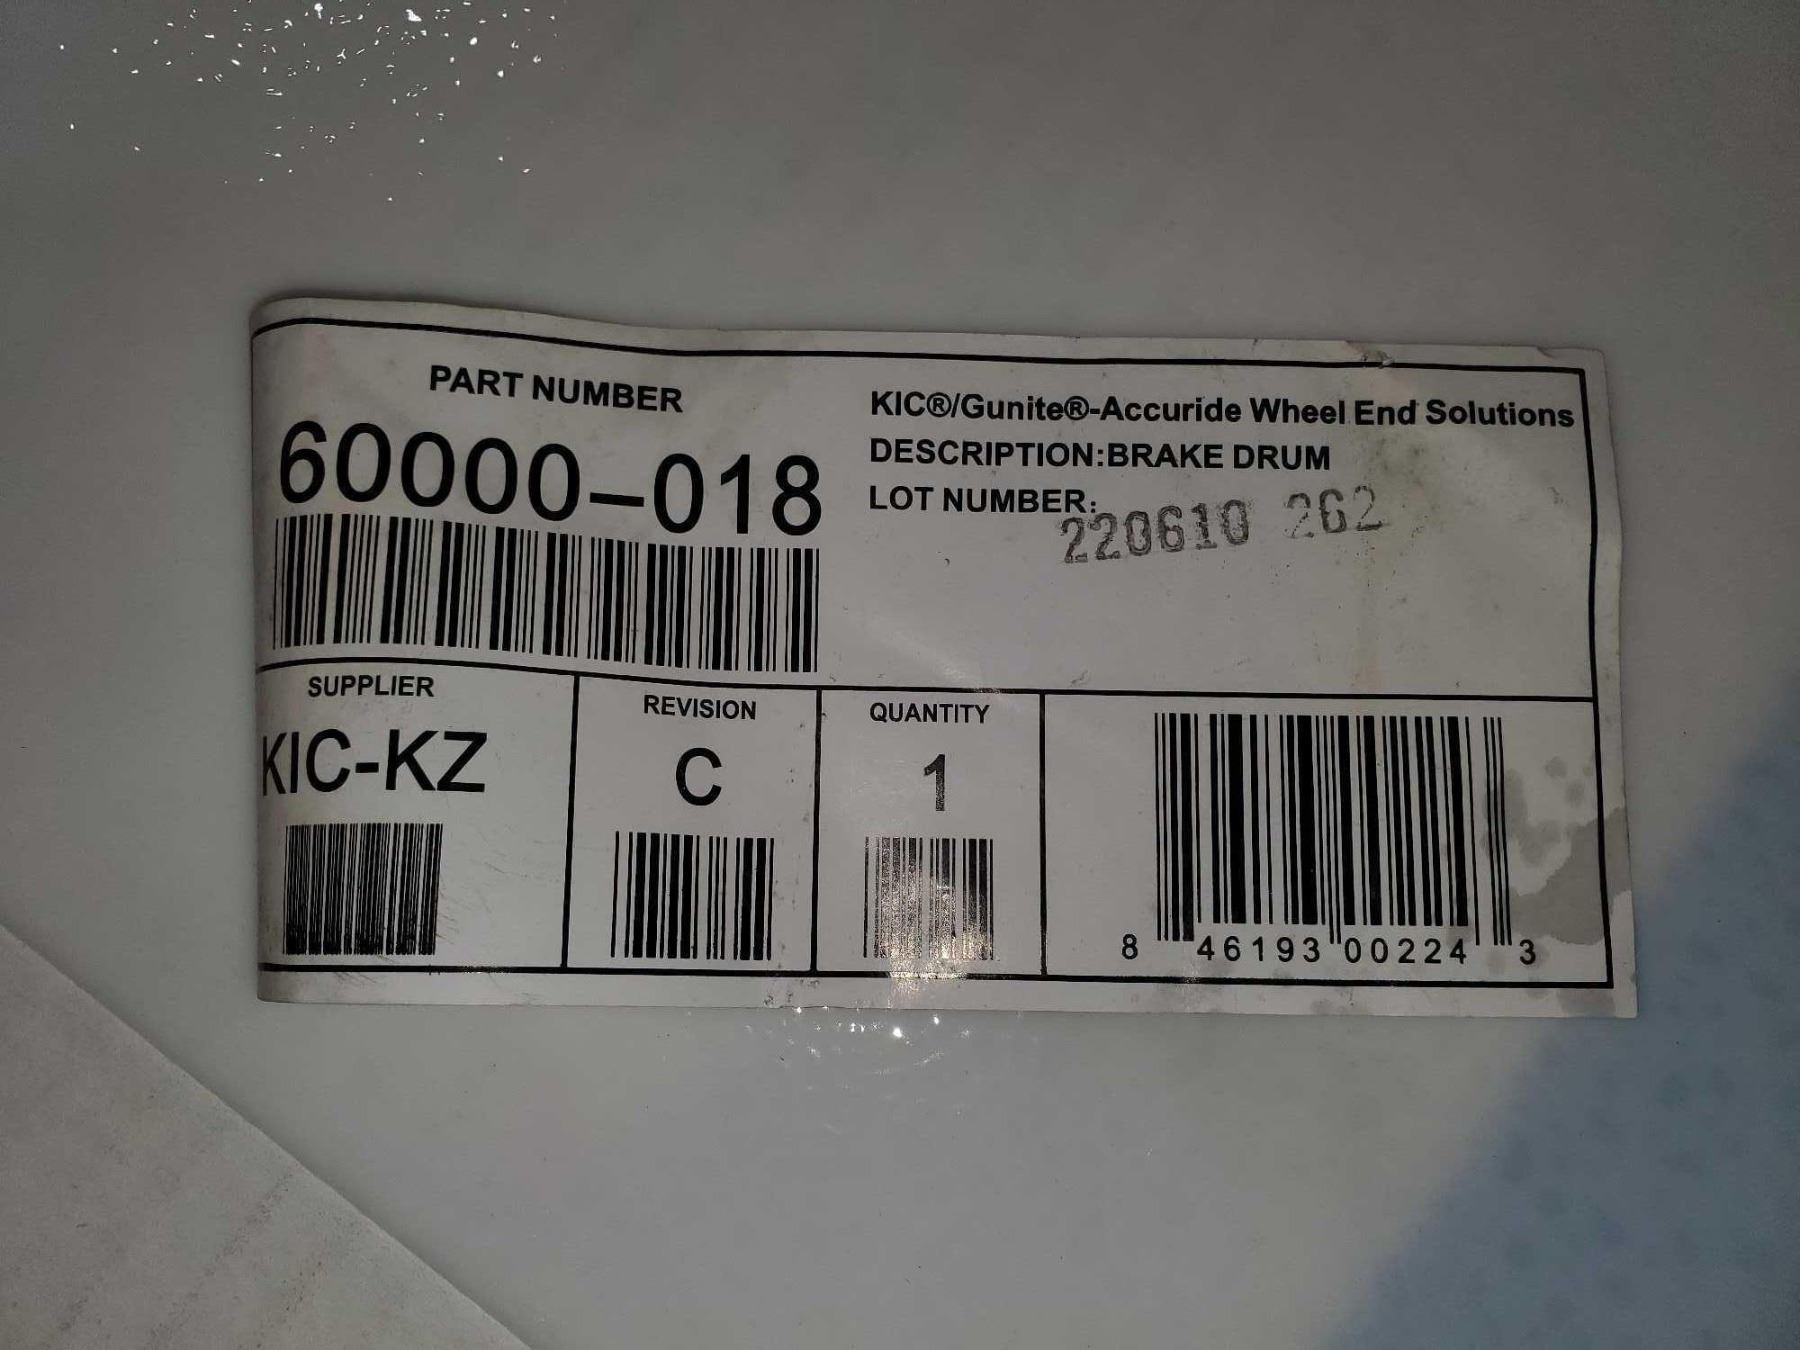 PART NUMBER
60000-018
KIC®/Gunite®-Accuride Wheel End Solutions
DESCRIPTION:BRAKE DRUM
LOT NUMBER:
220610 262
SUPPLIER
KIC-KZ
REVISION
C
QUANTITY
1
8 46193 00224 3